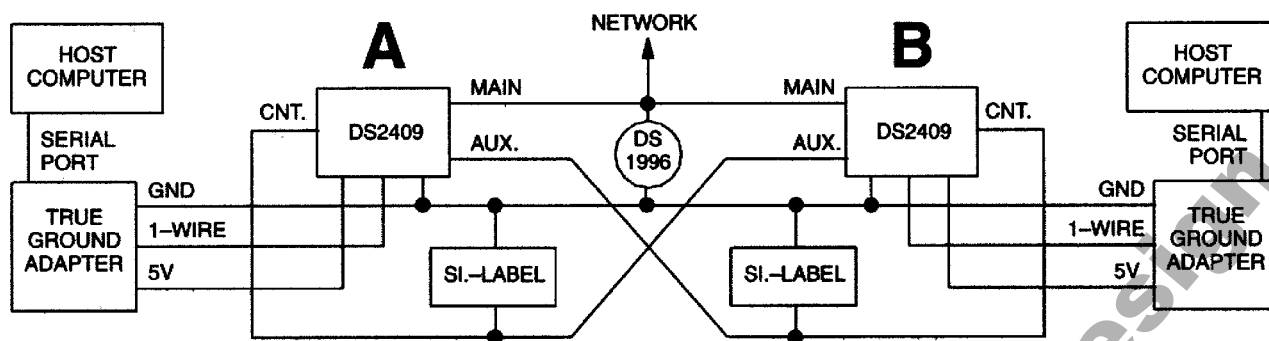 NETWORK
A
B
HOST
COMPUTER
HOST
COMPUTER
CNT.
MAIN
MAIN
CNT.
DS2409
DS
1996
DS2409
SERIAL
PORT
AUX.
AUX.
SERIAL
PORT
GND
GND
TRUE
GROUND
ADAPTER
1–WIRE
1–WIRE
TRUE
GROUND
ADAPTER
5V
SI.–LABEL
SI.–LABEL
5V
esign